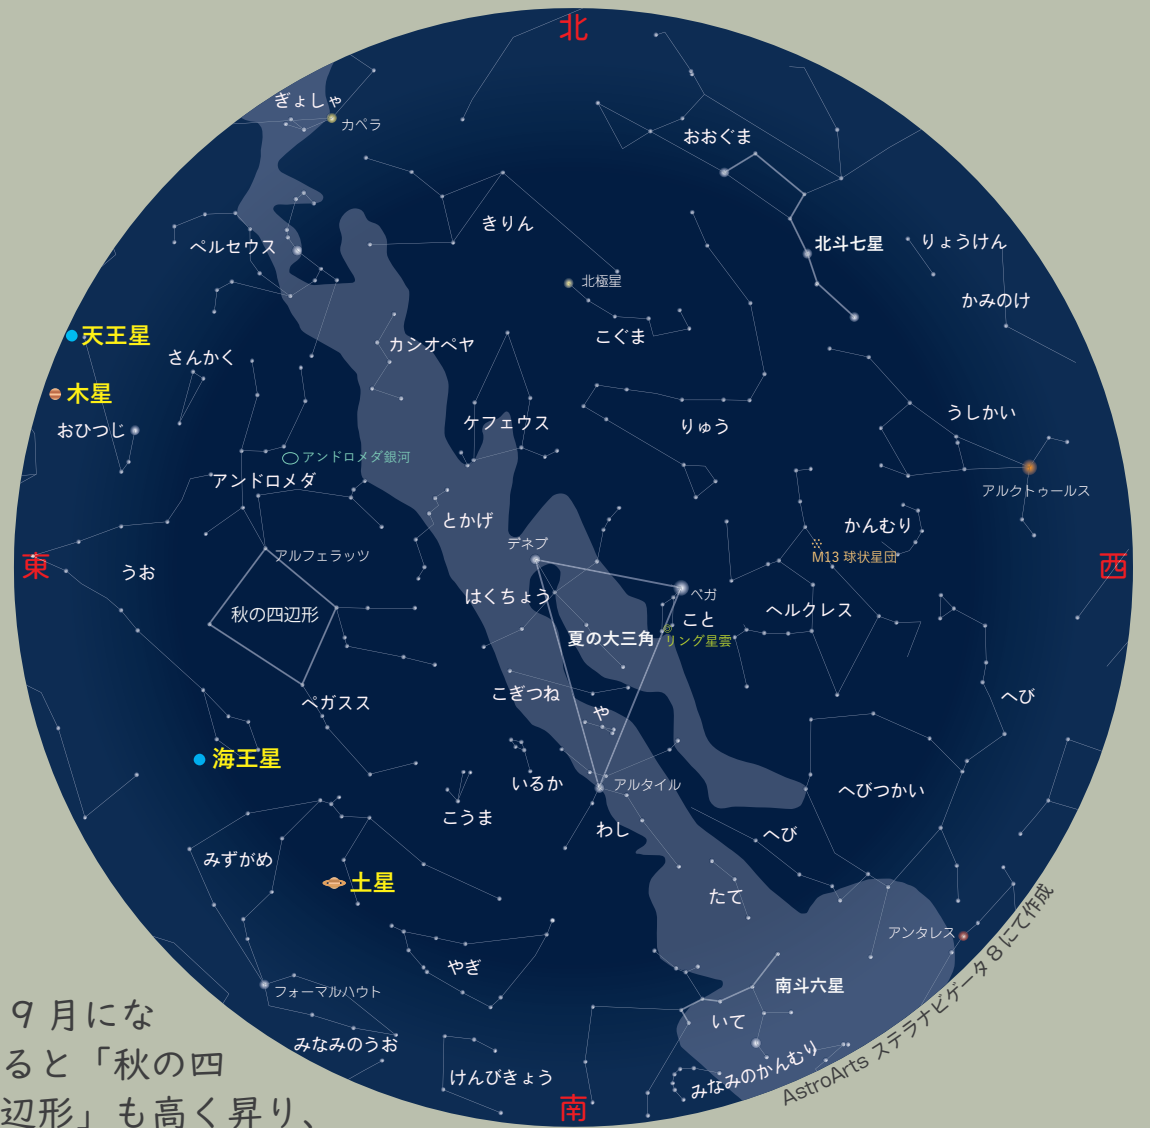 北
ぎょしゃ
カペラ
おおぐま
きりん
北斗七星
りょうけん
ペルセウス
北極星
かみのけ
天王星
さんかく
カシオペヤ
こぐま
木星
おひつじ
ケフェウス
りゅう
うしかい
アンドロメダ銀河
アンドロメダ
アルクトゥールス
とかげ
かんむり
デネブ
アルフェラッツ
M13 球状星団
東
うお
西
はくちょう
ベガ
秋の四辺形
こと
ヘルクレス
夏の大三角
リング星雲
ペガスス
こぎつね
や
へび
海王星
いるか
アルタイル
へびつかい
こうま
わし
へび
みずがめ
土星
たて
アンタレス
やぎ
南斗六星
フォーマルハウト
いて
みなみのうお
みなみのかんむり
けんびきょう
南
AstroArts ステラナビゲータ 8 にて作成
9 月にな
ると「秋の四
辺形」も高く昇り、